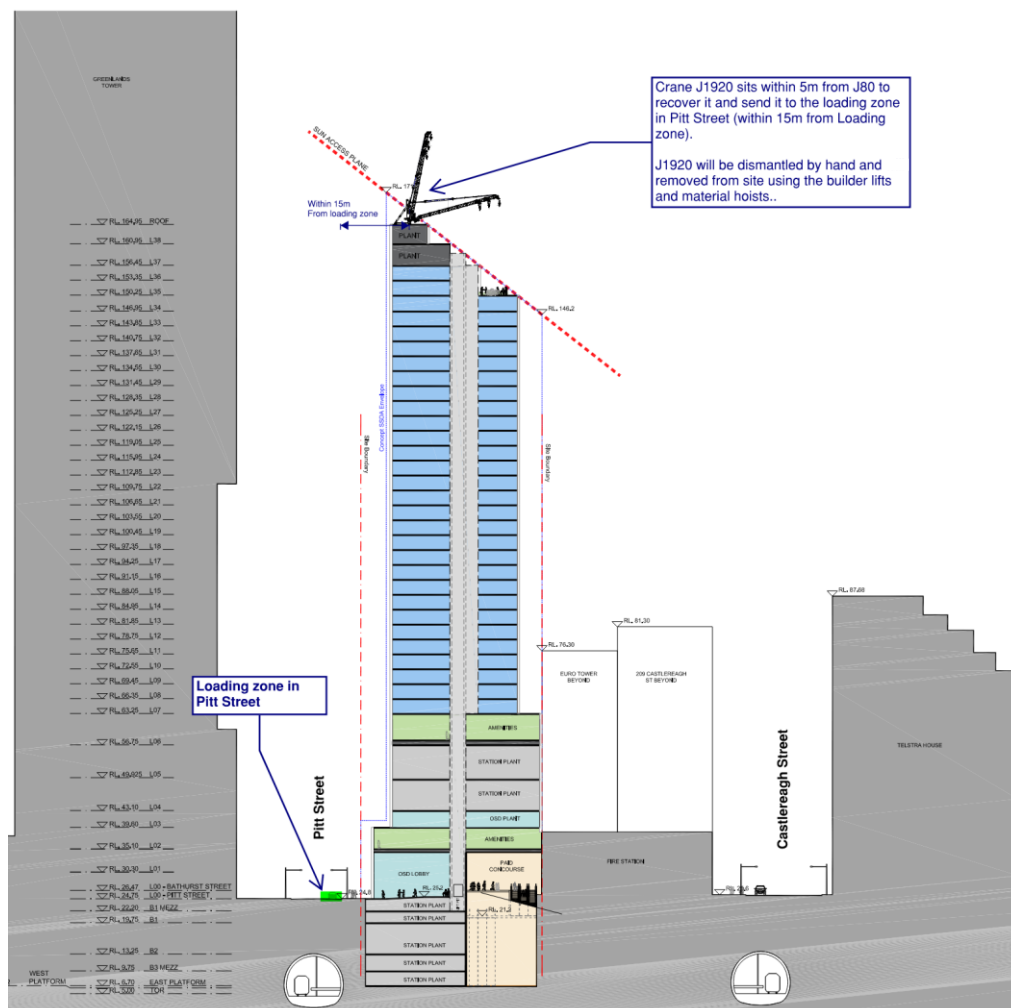 GREENLANDS
TOWER
Crane J1920 sits within 5m from J80 to
recover it and send it to the loading zone
in Pitt Street (within 15m from Loading
zone).
J1920 will be dismantled by hand and
removed from site using the builder lifts
and material hoists..
SUN ACCESS PLANE
Within 15m
From loading zone
RL. 164.95 ROOF
RL. 160.95 L38
RL. 156.45 L37
RL. 153.35 L36
RL. 150.25 L35
RL. 146.95 L34
RL. 143.85 L33
RL. 140.75 L32
RL. 137.65 L31
RL. 134.55 L30
RL. 131.45 L29
RL. 128.35 L28
RL. 125.25 L27
RL. 122.15 L26
RL. 119.05 L25
RL. 115.95 L24
RL. 112.85 L23
RL. 109.75 L22
RL. 106.65 L21
RL. 103.55 L20
RL. 100.45 L19
RL. 97.35 L18
RL. 94.25 L17
RL. 91.15 L16
RL. 88.05 L15
RL. 84.95 L14
RL. 81.85 L13
RL. 78.75 L12
RL. 75.65 L11
RL. 72.55 L10
RL. 69.45 L09
RL. 66.35 L08
RL. 63.25 L07
RL. 56.75 L06
RL. 49.925 L05
RL. 43.10 L04
RL. 39.60 L03
RL. 35.10 L02
RL. 30.30 L01
RL. 26.47 L00 - BATHURST STREET
RL. 24.75 L00 - PITT STREET
RL. 22.20 B1 MEZZ
RL. 19.75 B1
RL. 13.25 B2
RL. 9.75 B3 MEZZ
RL. 6.70 EAST PLATFORM
RL. 5.00 TOR
WEST
PLATFORM
PLANT
PLANT
RL. 148.2
Concept SSDA Envelope
Site Boundary
Site Boundary
Loading zone in
Pitt Street
Pitt Street
AMENITIES
STATION PLANT
STATION PLANT
OSD PLANT
AMENITIES
OSD LOBBY
PAID
CONCOURSE
STATION PLANT
STATION PLANT
STATION PLANT
STATION PLANT
STATION PLANT
RL. 76.30
RL. 81.30
RL. 87.88
EURO TOWER
BEYOND
209 CASTLEREAGH
ST BEYOND
FIRE STATION
TELSTRA HOUSE
Castlereagh Street